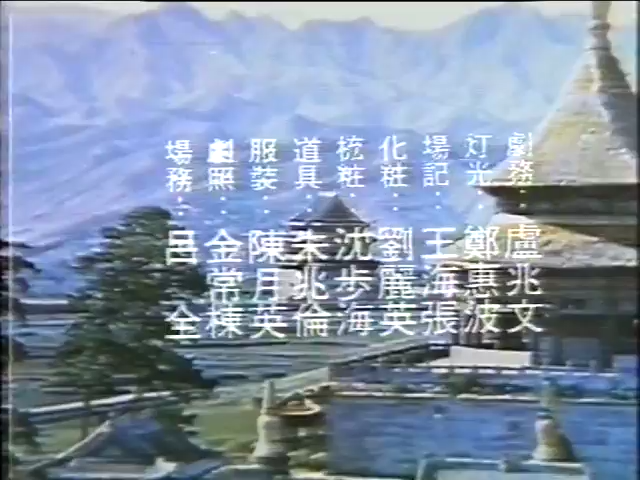 劇務：盧兆文
灯光：鄭惠波
場記：王海張
化粧：劉麗英
梳粧：沈步海
道具：朱兆倫
服裝：陳月英
劇照：金常棟
場務：呂全